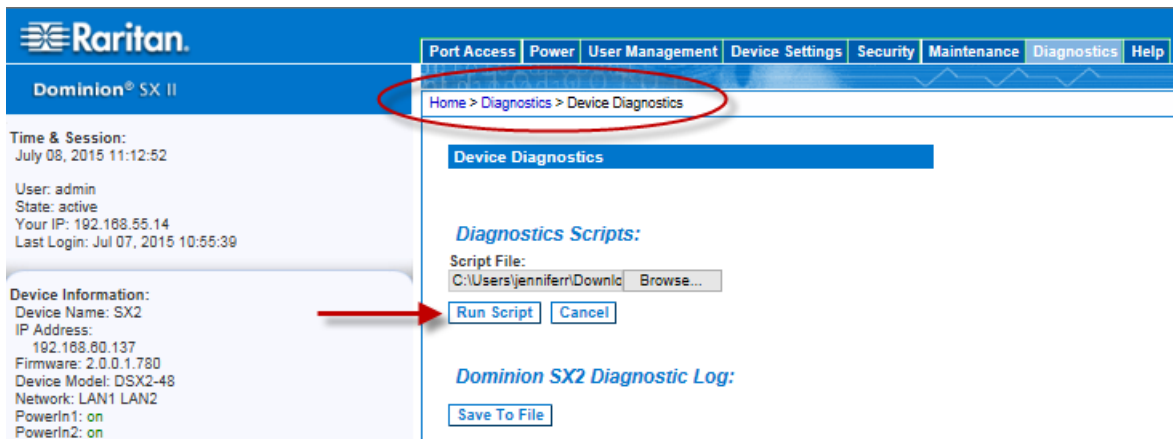 Raritan.
Port Access Power User Management Device Settings Security Maintenance Diagnostics Help
Dominion® SX II
Home > Diagnostics > Device Diagnostics
Time & Session:
July 08, 2015 11:12:52
User: admin
State: active
Your IP: 192.168.55.14
Last Login: Jul 07, 2015 10:55:39
Device Information:
Device Name: SX2
IP Address:
192.168.60.137
Firmware: 2.0.0.1.780
Device Model: DSX2-48
Network: LAN1 LAN2
PowerIn1: on
PowerIn2: on
Device Diagnostics
Diagnostics Scripts:
Script File:
C:\Users\jenniferr\Downlc Browse...
Run Script Cancel
Dominion SX2 Diagnostic Log:
Save To File